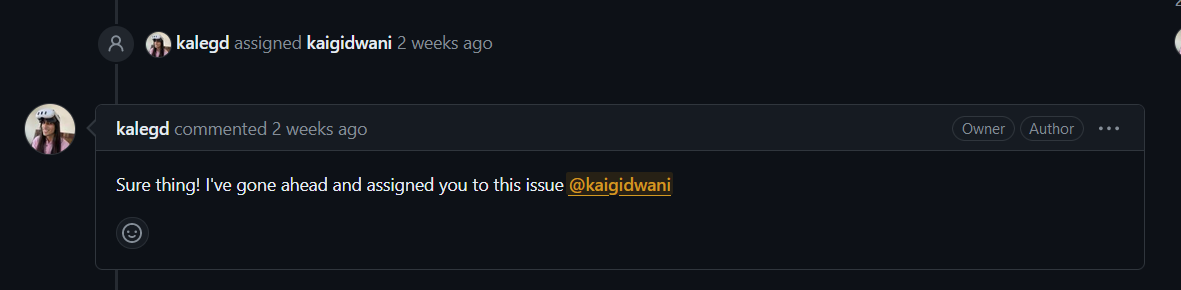 kalegd assigned kaigidwani 2 weeks ago
kalegd commented 2 weeks ago
Owner
Author
Sure thing! I've gone ahead and assigned you to this issue @kaigidwani